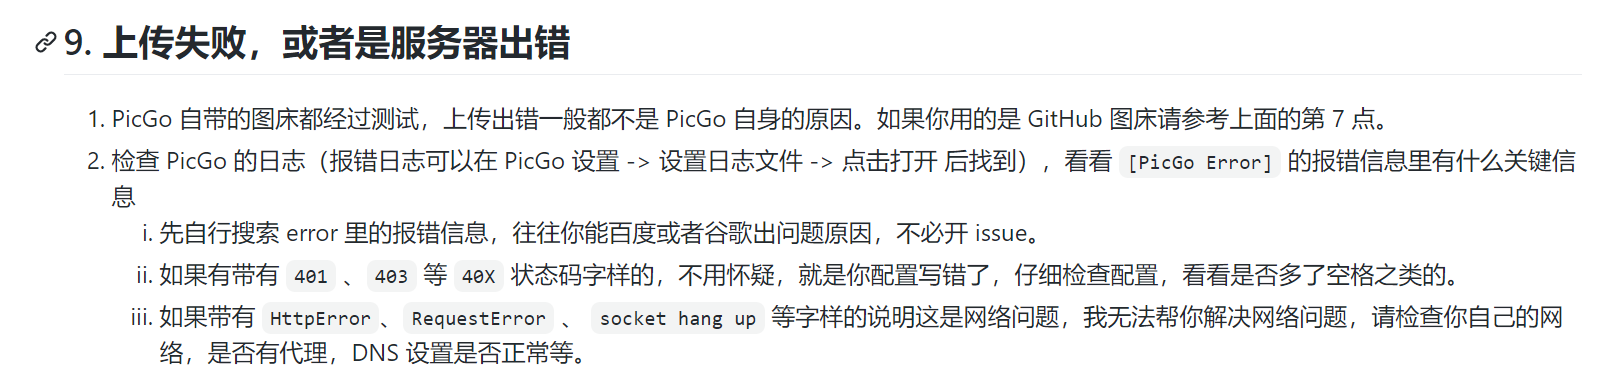 9. 上传失败，或者是服务器出错
1. PicGo 自带的图床都经过测试，上传出错一般都不是 PicGo 自身的原因。如果你用的是 GitHub 图床请参考上面的第 7 点。
2. 检查 PicGo 的日志（报错日志可以在 PicGo 设置 -> 设置日志文件 -> 点击打开 后找到），看看 [PicGo Error] 的报错信息里有什么关键信
息
i. 先自行搜索 error 里的报错信息，往往你能百度或者谷歌出问题原因，不必开 issue。
ii. 如果有带有 401 、403 等 40X 状态码字样的，不用怀疑，就是你配置写错了，仔细检查配置，看看是否多了空格之类的。
iii. 如果带有 HttpError、RequestError 、 socket hang up 等字样的说明这是网络问题，我无法帮你解决网络问题，请检查你自己的网
络，是否有代理，DNS 设置是否正常等。